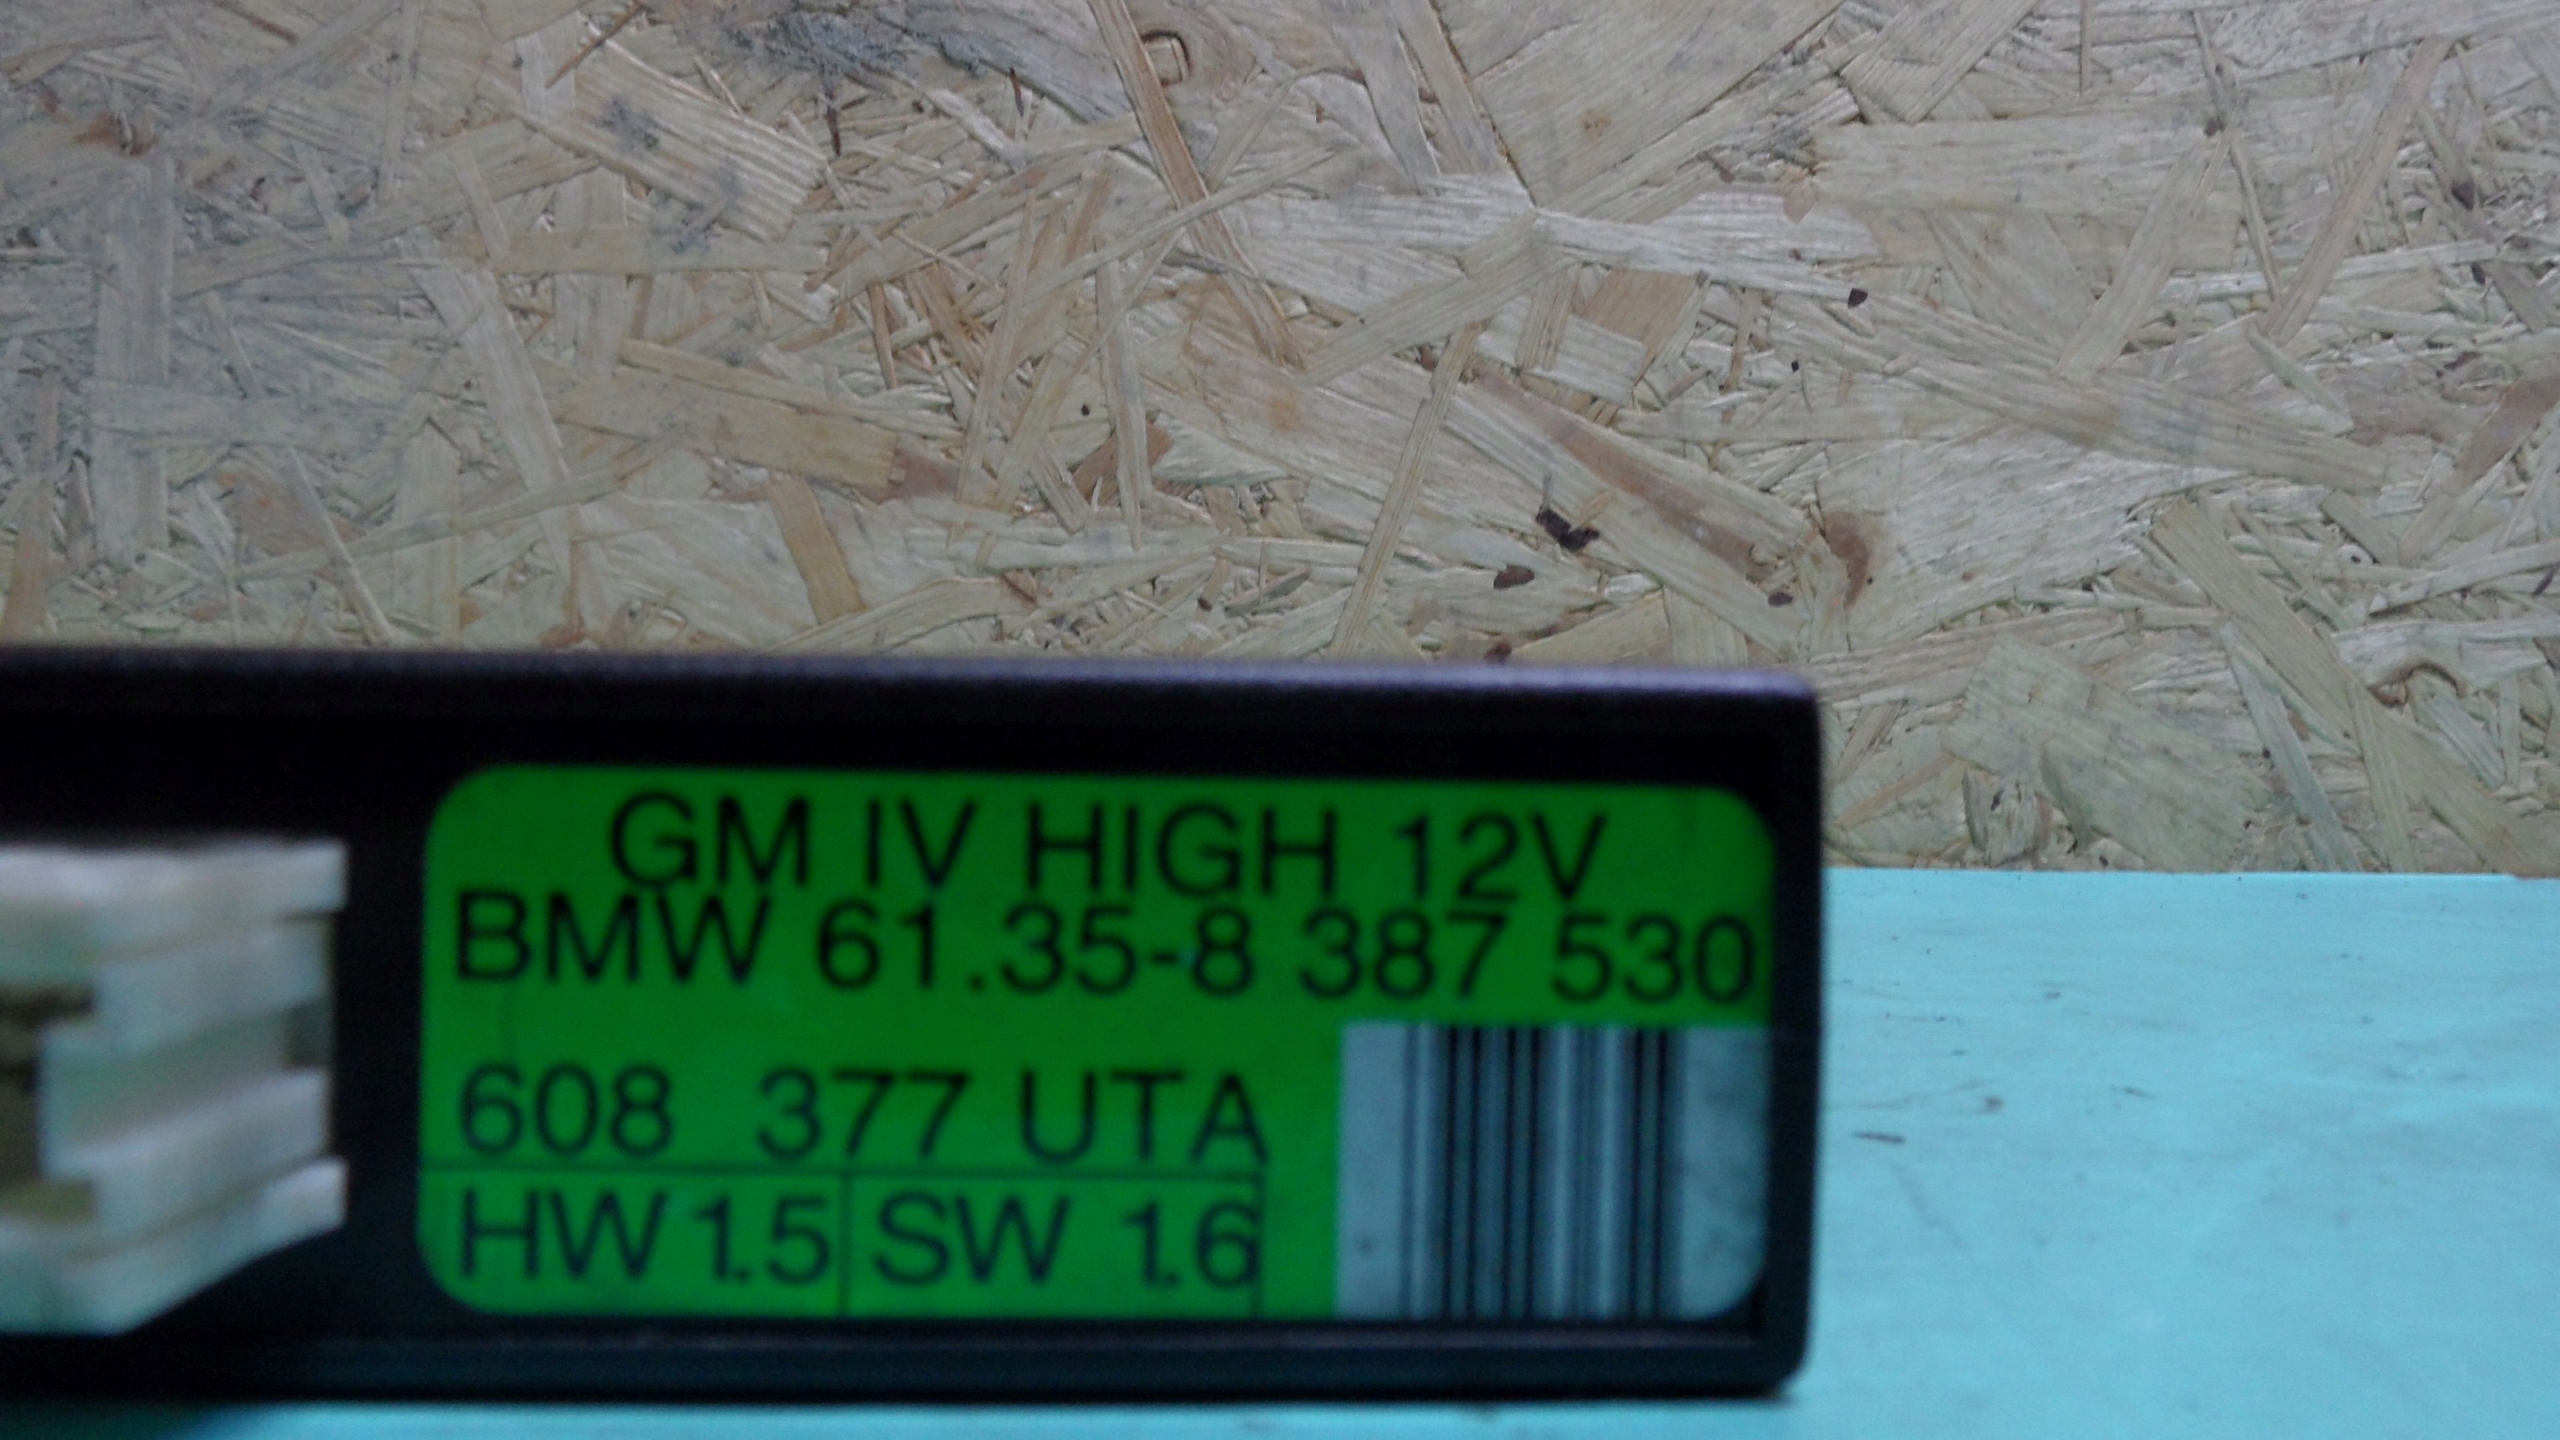 GM IV HIGH 12V
BMW 61.35-8 387 530
608 377 UTA
HW 1.5 SW 1.6